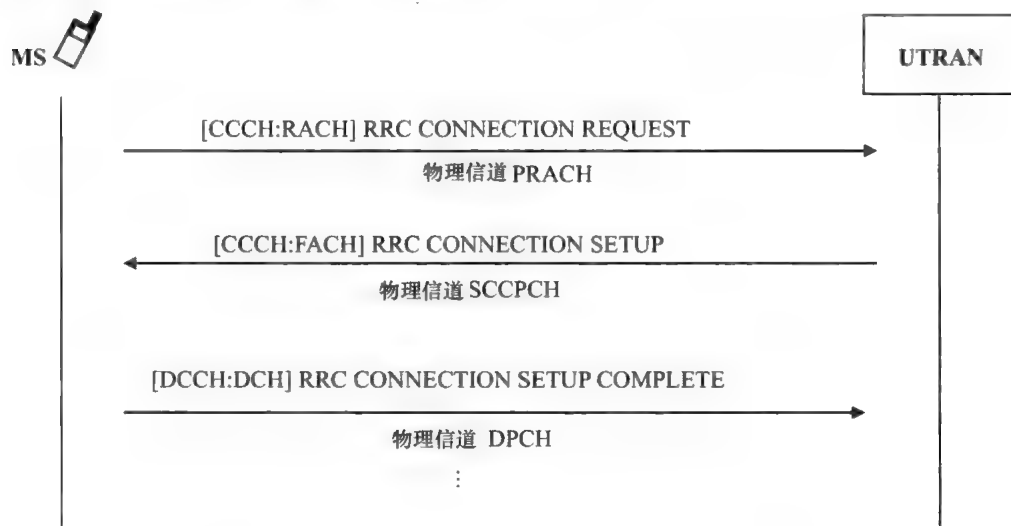 MS
UTRAN
[CCCH:RACH] RRC CONNECTION REQUEST
物理信道 PRACH
[CCCH:FACH] RRC CONNECTION SETUP
物理信道 SCCPCH
[DCCH:DCH] RRC CONNECTION SETUP COMPLETE
物理信道 DPCH
⋮